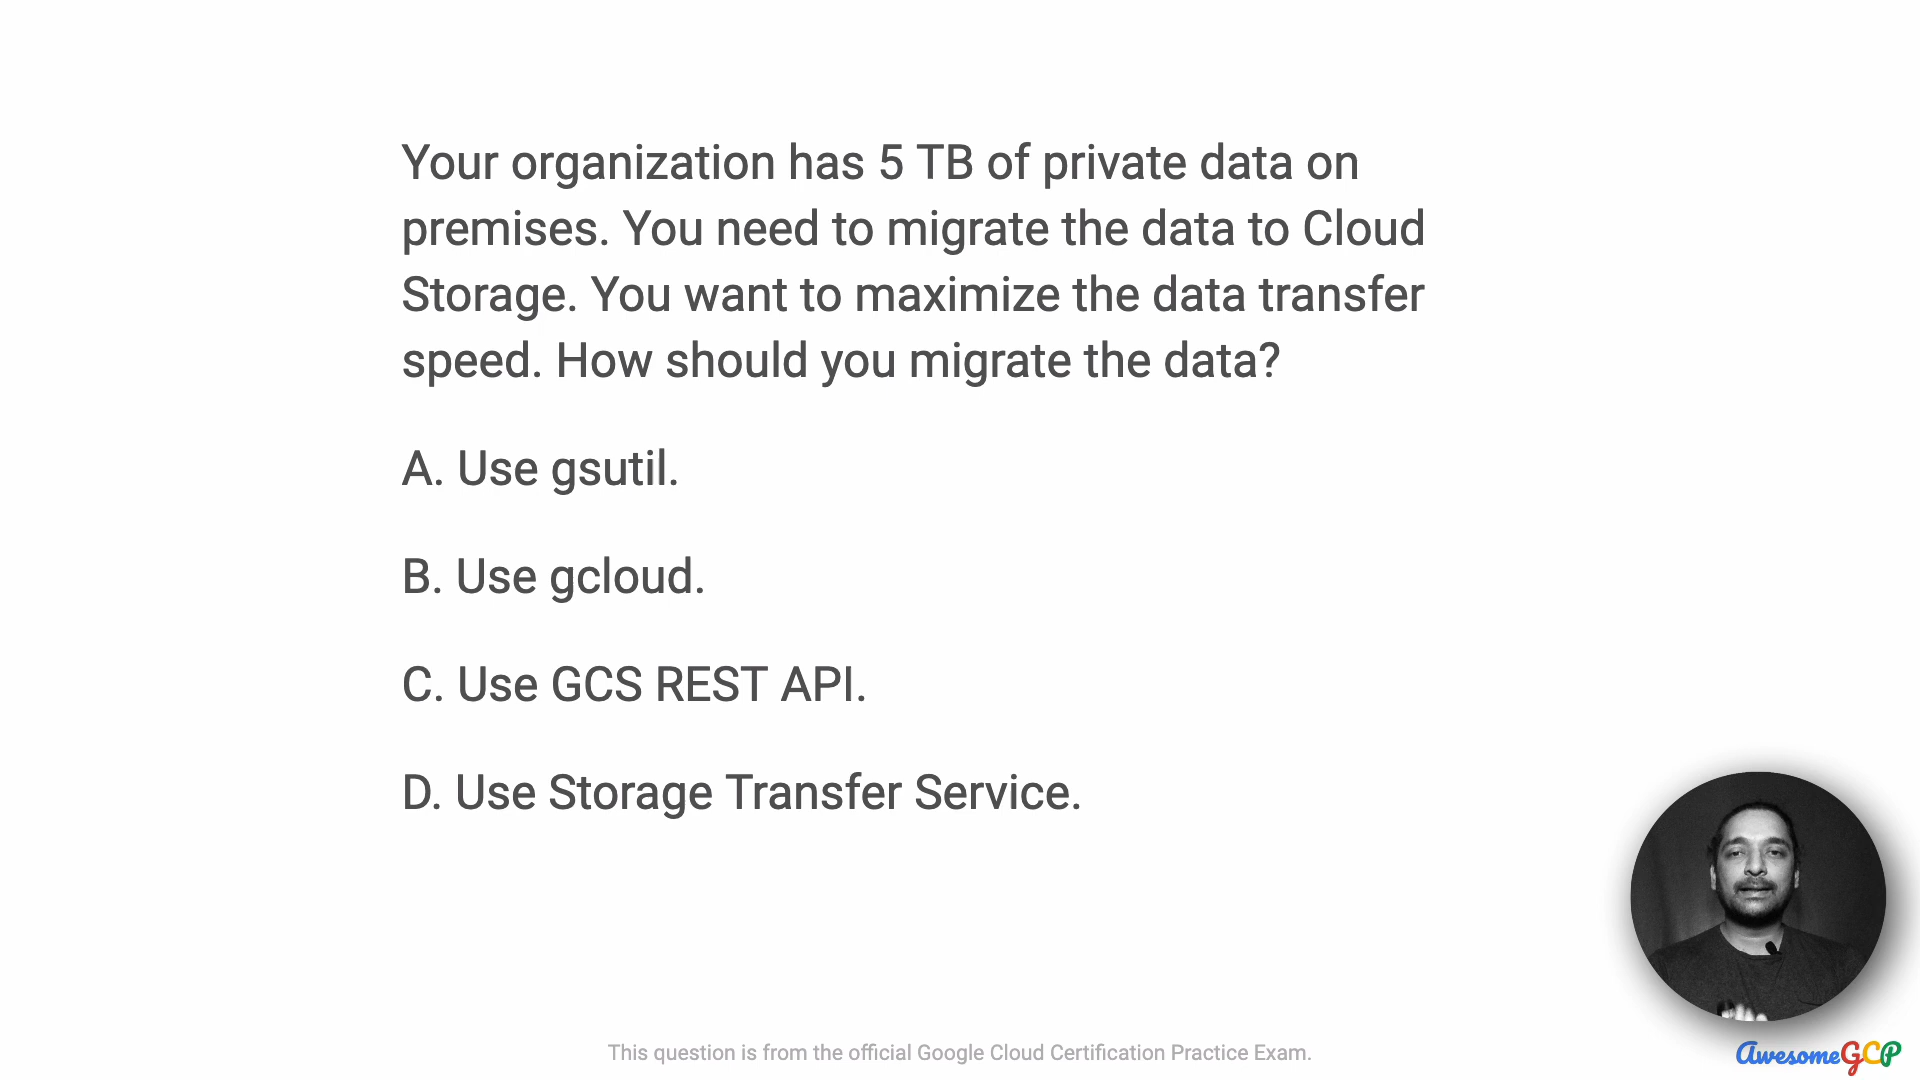 Your organization has 5 TB of private data on
premises. You need to migrate the data to Cloud
Storage. You want to maximize the data transfer
speed. How should you migrate the data?
A. Use gsutil.
B. Use gcloud.
C. Use GCS REST API.
D. Use Storage Transfer Service.
This question is from the official Google Cloud Certification Practice Exam.
AwesomeGCP